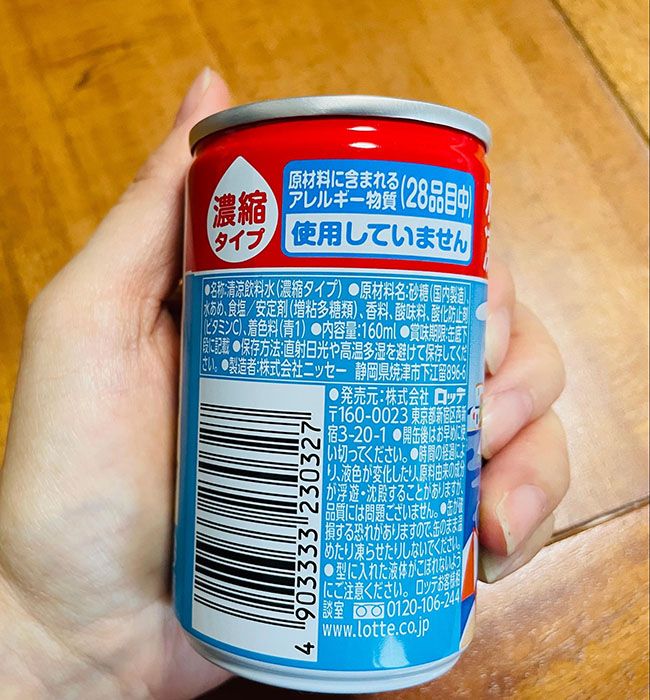 濃縮
タイプ
原材料に含まれる
アレルギー物質
(28品目中)
使用していません
●名称:清涼飲料水(濃縮タイプ) ●原材料名:砂糖(国内製造)、
水あめ、食塩/安定剤(増粘多糖類)、香料、酸味料、酸化防止剤
(ビタミンC)、着色料(青1) ●内容量:160ml ●賞味期限:缶底下
段に記載 ●保存方法:直射日光や高温多湿を避けて保存してくだ
さい。●製造者:株式会社ニッセー 静岡県焼津市下江留896-6
●発売元:株式会社 ロッテ
〒160-0023 東京都新宿区西新
宿3-20-1 ●開缶後はお早めに使
い切ってください。●時間の経過によ
り、液色が変化したり、原料由来の成分
が浮遊・沈殿することがありますが、
品質には問題ございません。●缶が破
損する恐れがありますので、缶のまま温
めたり凍らせたりしないでください。
●型に入れた液体がこぼれないよう
にご注意ください。 ロッテお客様相
談室 0120-106-244
www.lotte.co.jp
4 903333 230327